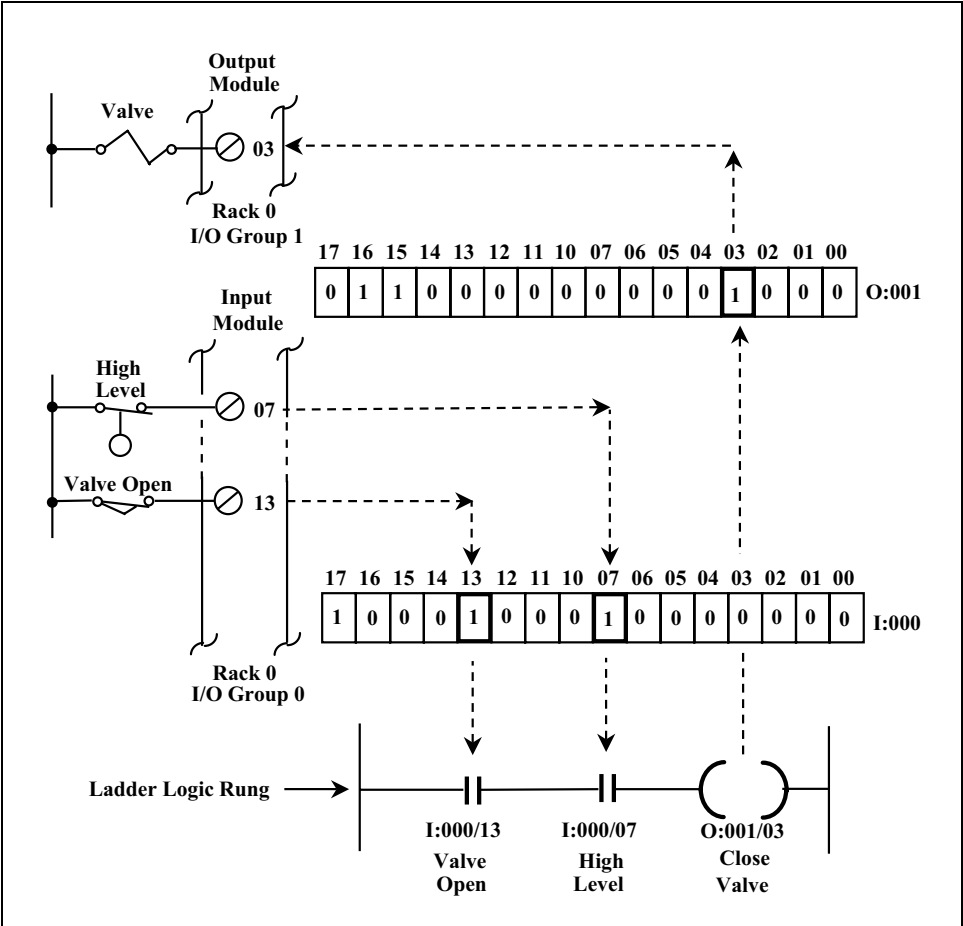 Output
Module
Valve
03
Rack 0
I/O Group 1
17 16 15 14 13 12 11 10 07 06 05 04 03 02 01 00
0 1 1 0 0 0 0 0 0 0 0 0 1 0 0 0 O:001
Input
Module
High
Level
07
Valve Open
13
17 16 15 14 13 12 11 10 07 06 05 04 03 02 01 00
1 0 0 0 1 0 0 0 1 0 0 0 0 0 0 0 I:000
Rack 0
I/O Group 0
Ladder Logic Rung
I:000/13 I:000/07 O:001/03
Valve High Close
Open Level Valve